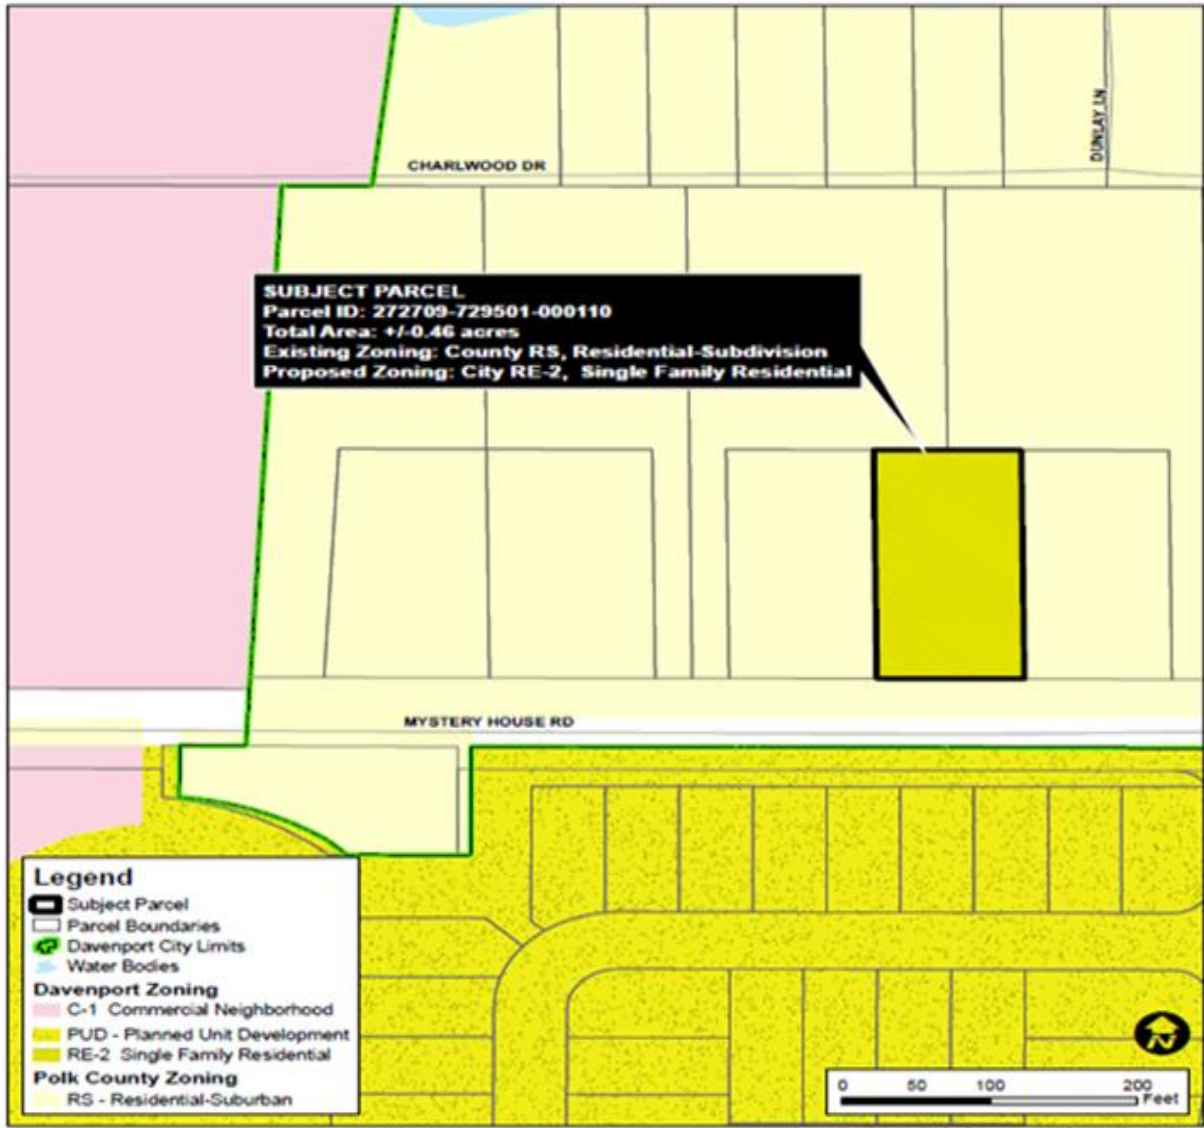 CHARLWOOD DR
DUNLAY LN
SUBJECT PARCEL
Parcel ID: 272709-729501-000110
Total Area: +/-0.46 acres
Existing Zoning: County RS, Residential-Subdivision
Proposed Zoning: City RE-2, Single Family Residential
MYSTERY HOUSE RD
Legend
Subject Parcel
Parcel Boundaries
Davenport City Limits
Water Bodies
Davenport Zoning
C-1 Commercial Neighborhood
PUD - Planned Unit Development
RE-2 Single Family Residential
Polk County Zoning
RS - Residential-Suburban
N
0 50 100 200
Feet